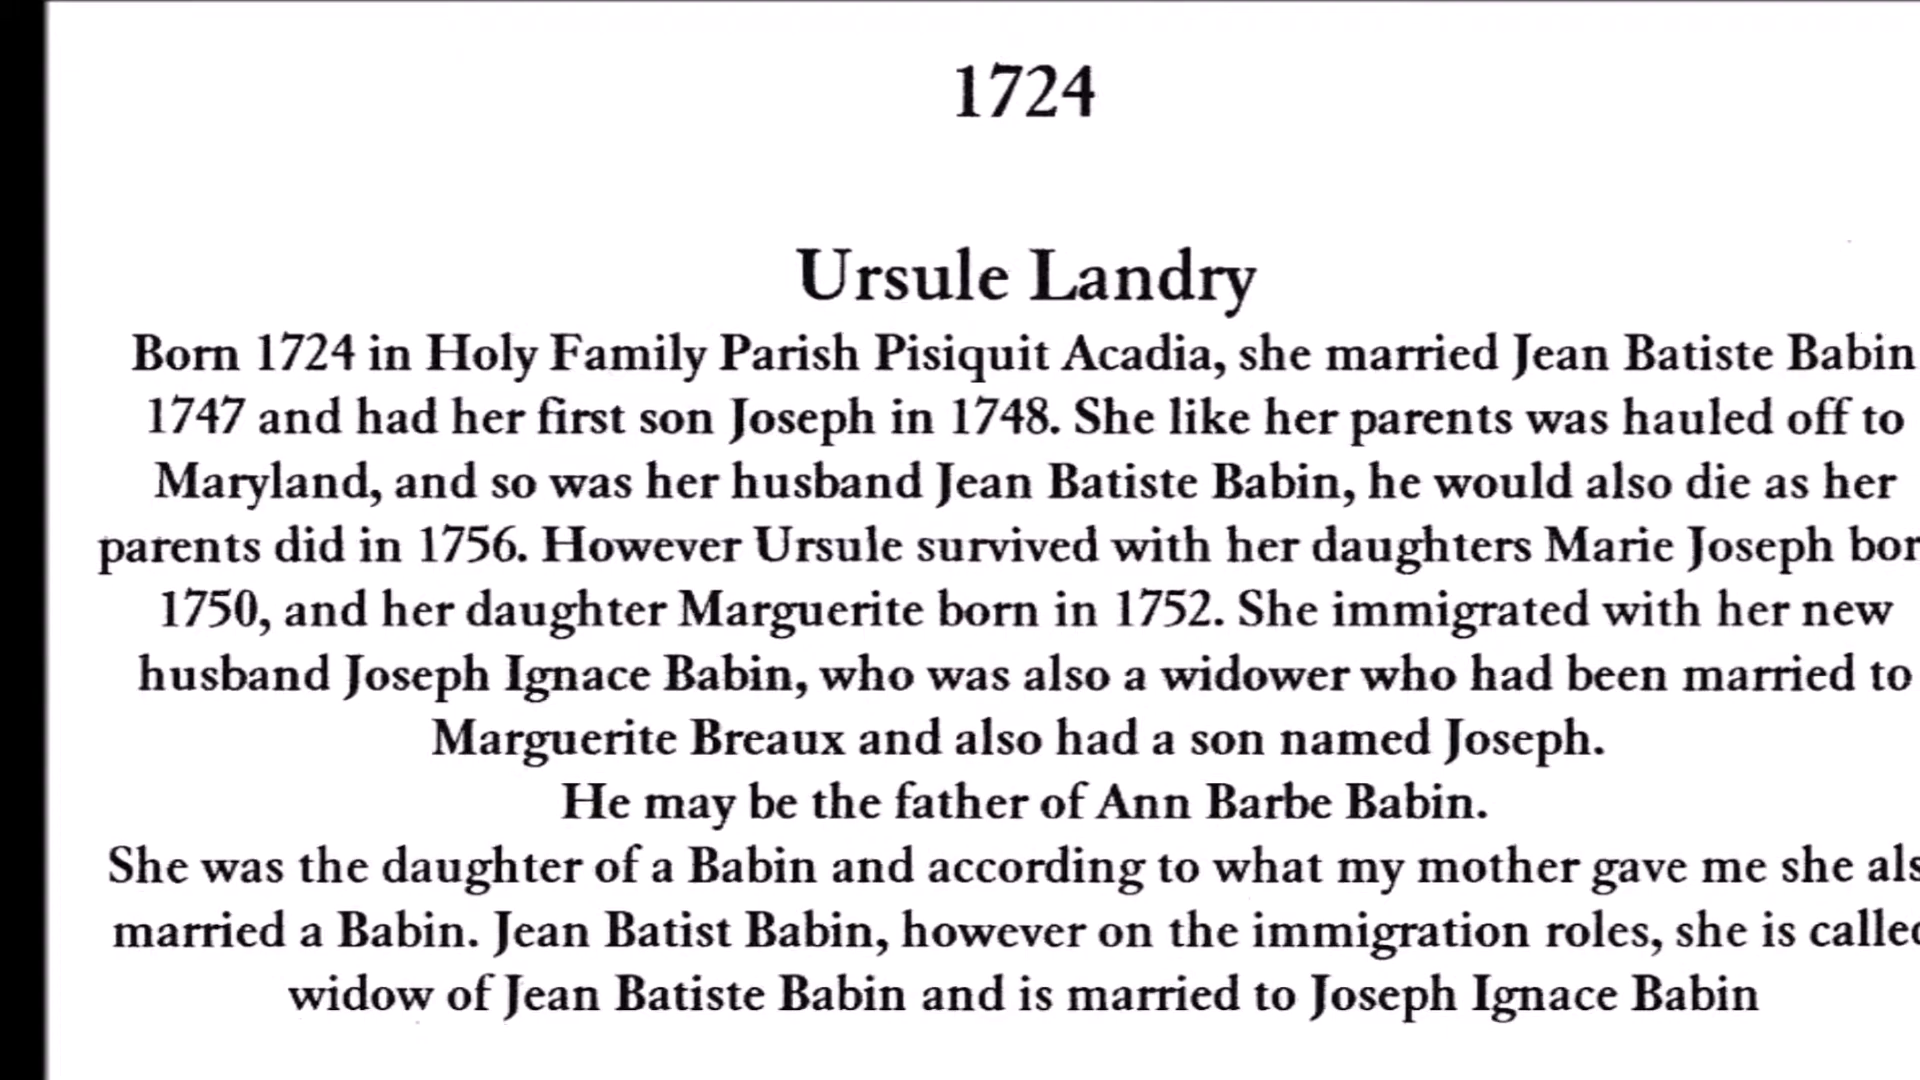 1724
Ursule Landry
Born 1724 in Holy Family Parish Pisiquit Acadia, she married Jean Batiste Babin
1747 and had her first son Joseph in 1748. She like her parents was hauled off to
Maryland, and so was her husband Jean Batiste Babin, he would also die as her
parents did in 1756. However Ursule survived with her daughters Marie Joseph bor
1750, and her daughter Marguerite born in 1752. She immigrated with her new
husband Joseph Ignace Babin, who was also a widower who had been married to
Marguerite Breaux and also had a son named Joseph.
He may be the father of Ann Barbe Babin.
She was the daughter of a Babin and according to what my mother gave me she als
married a Babin. Jean Batist Babin, however on the immigration roles, she is called
widow of Jean Batiste Babin and is married to Joseph Ignace Babin